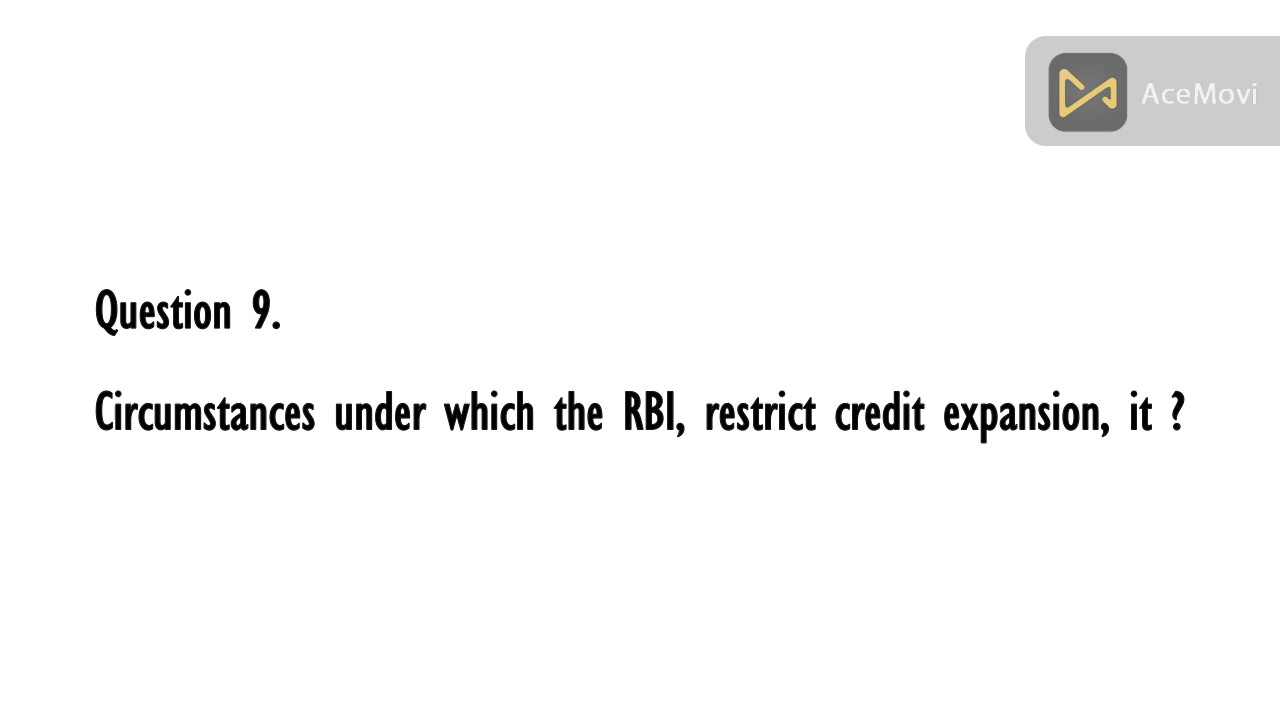 AceMovi
Question 9.
Circumstances under which the RBI, restrict credit expansion, it ?